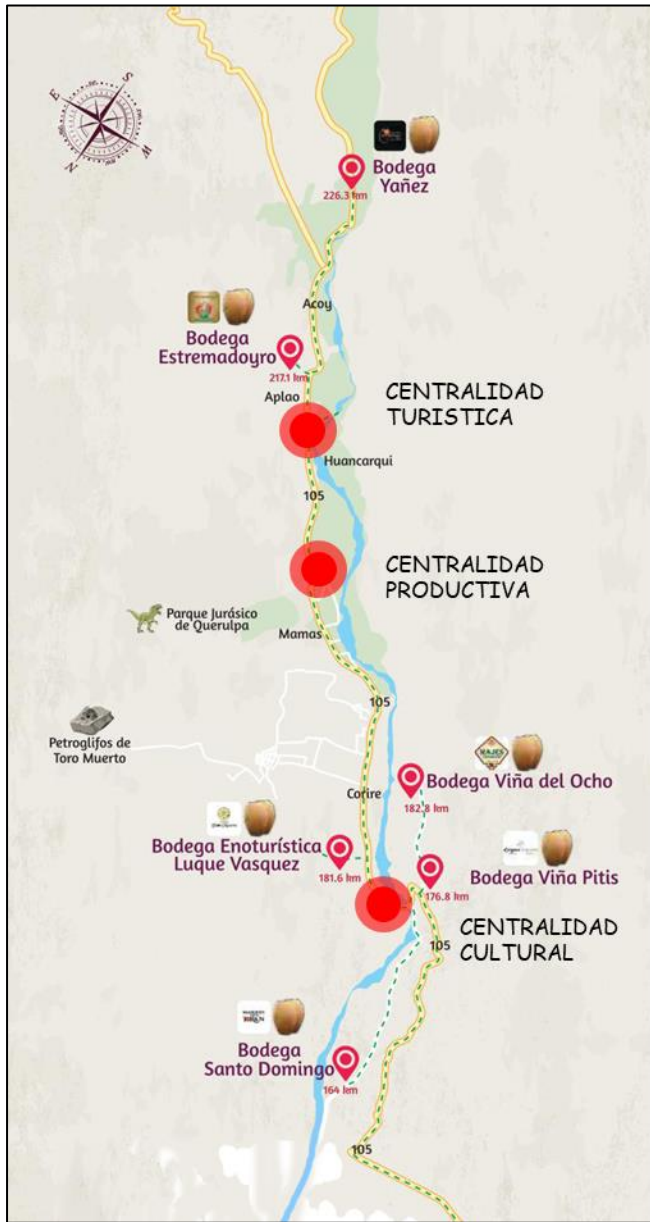 S
E
W
N
Bodega
Yañez
226.3 km
Acoy
Bodega
Estremadoyro
217.1 km
Aplao
CENTRALIDAD
TURISTICA
Huancarqui
105
CENTRALIDAD
PRODUCTIVA
Parque Jurásico
de Querulpa
Mamas
105
Petroglifos de
Toro Muerto
MAJES
Bodega Viña del Ocho
182.8 km
Corire
Bodega Enoturística
Luque Vasquez
181.6 km
Bodega Viña Pitis
176.8 km
CENTRALIDAD
CULTURAL
105
Bodega
Santo Domingo
164 km
105